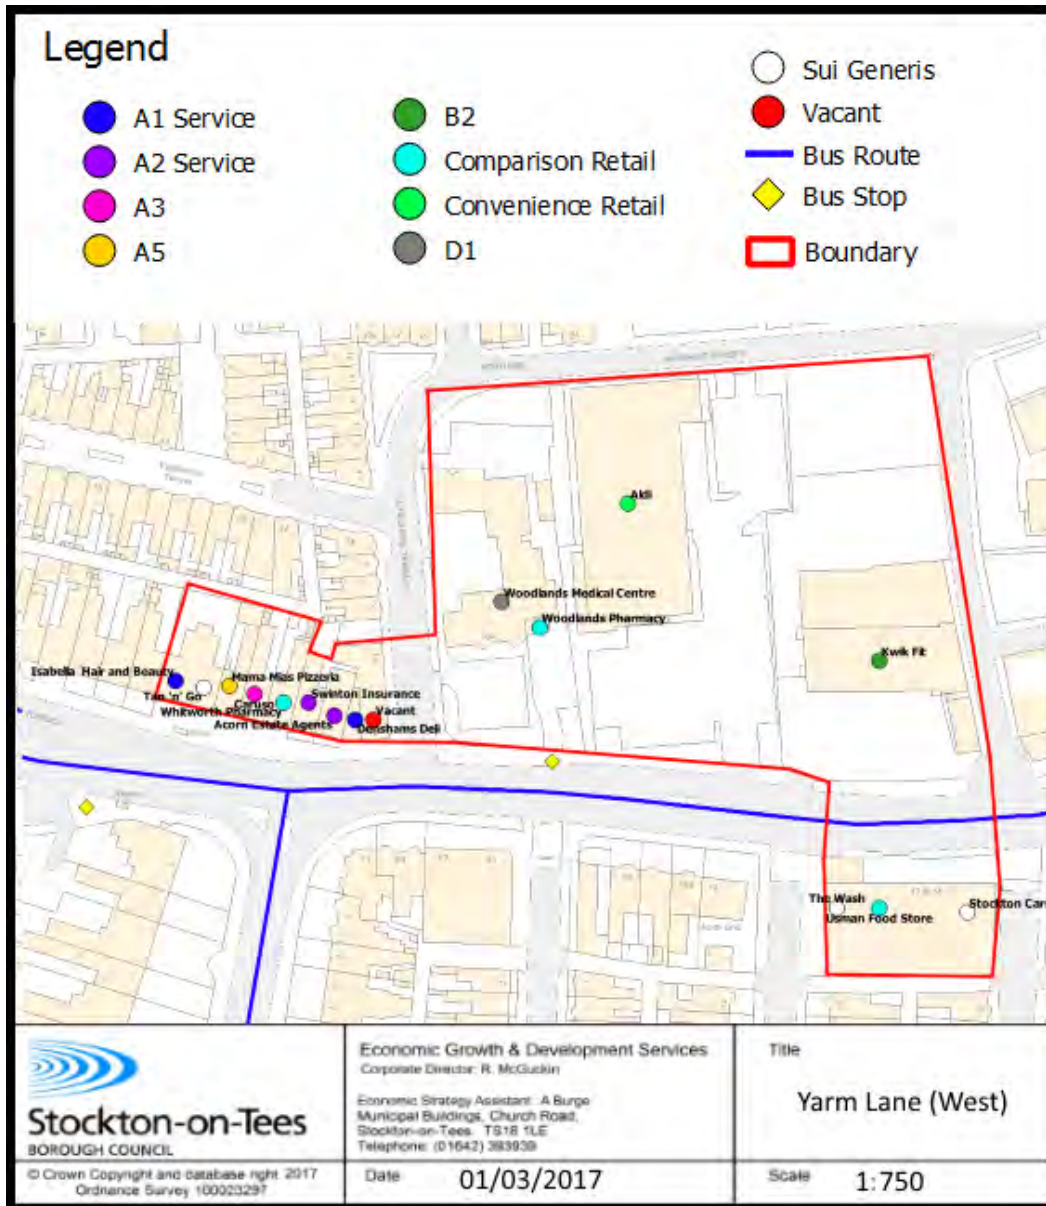 Legend
A1 Service
A2 Service
A3
A5
B2
Comparison Retail
Convenience Retail
D1
Sui Generis
Vacant
Bus Route
Bus Stop
Boundary
Aldi
Woodlands Medical Centre
Woodlands Pharmacy
Kwik Fit
Isabella Hair and Beauty
Mama Mias Pizzeria
Tan 'n' Go
Caruso
Swinton Insurance
Whitworth Pharmacy
Vacant
Acorn Estate Agents
Denshams Deli
The Wash
Stockton Cars
Usman Food Store
Stockton-on-Tees
BOROUGH COUNCIL
© Crown Copyright and database right 2017
Ordnance Survey 100023297
Economic Growth & Development Services
Corporate Director: R. McGuckin
Economic Strategy Assistant: A Burge
Municipal Buildings, Church Road,
Stockton-on-Tees. TS18 1LE
Telephone: (01642) 393939
Date 01/03/2017
Title
Yarm Lane (West)
Scale 1:750